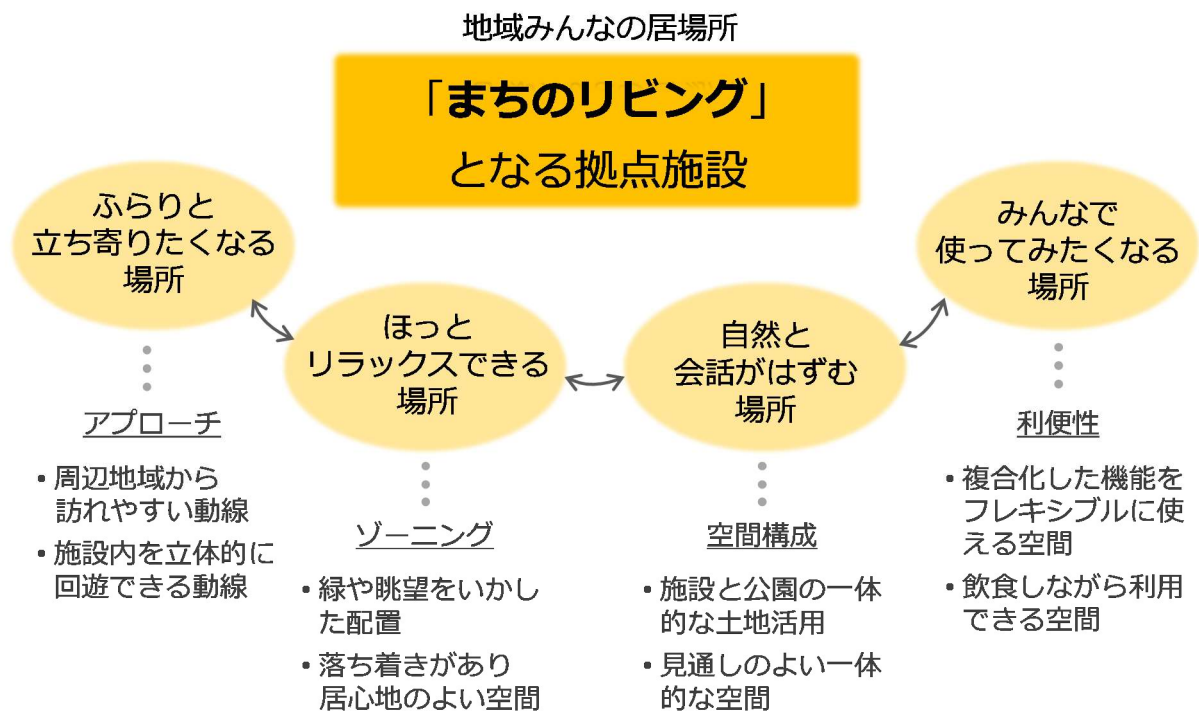 地域みんなの居場所
「まちのリビング」
となる拠点施設
ふらりと
立ち寄りたくなる
場所
ほっと
リラックスできる
場所
自然と
会話がはずむ
場所
みんなで
使ってみたくなる
場所
アプローチ
・周辺地域から
訪れやすい動線
・施設内を立体的に
回遊できる動線
ゾーニング
・緑や眺望をいかし
た配置
・落ち着きがあり
居心地のよい空間
空間構成
・施設と公園の一体
的な土地活用
・見通しのよい一体
的な空間
利便性
・複合化した機能を
フレキシブルに使
える空間
・飲食しながら利用
できる空間